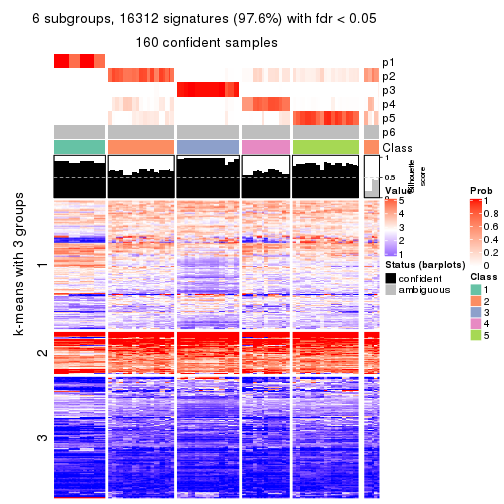 6 subgroups, 16312 signatures (97.6%) with fdr < 0.05
160 confident samples
p1
p2
p3
p4
p5
p6
Class
1
0.5
0
Silhouette
score
k-means with 3 groups
1
2
3
Value
5
4
3
2
1
Status (barplots)
confident
ambiguous
Prob
1
0.8
0.6
0.4
0.2
0
Class
1
2
3
4
5